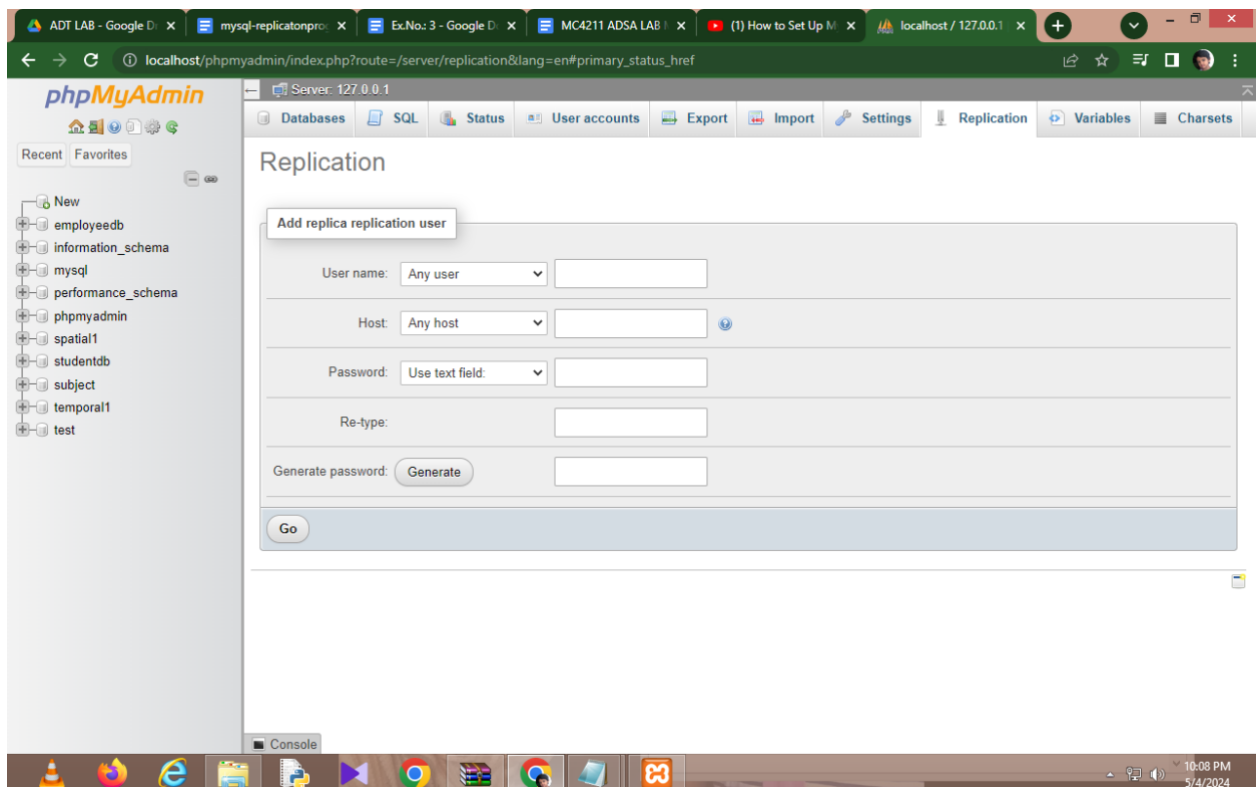 ADT LAB - Google Dr
mysql-replicatonprog
Ex.No.: 3 - Google Do
MC4211 ADSA LAB M
(1) How to Set Up M
localhost / 127.0.0.1
localhost/phpmyadmin/index.php?route=/server/replication&lang=en#primary_status_href
phpMyAdmin
Recent Favorites
New
employeedb
information_schema
mysql
performance_schema
phpmyadmin
spatial1
studentdb
subject
temporal1
test
Server: 127.0.0.1
Databases SQL Status User accounts Export Import Settings Replication Variables Charsets
Replication
Add replica replication user
User name: Any user
Host: Any host
Password: Use text field:
Re-type:
Generate password: Generate
Go
Console
10:08 PM
5/4/2024